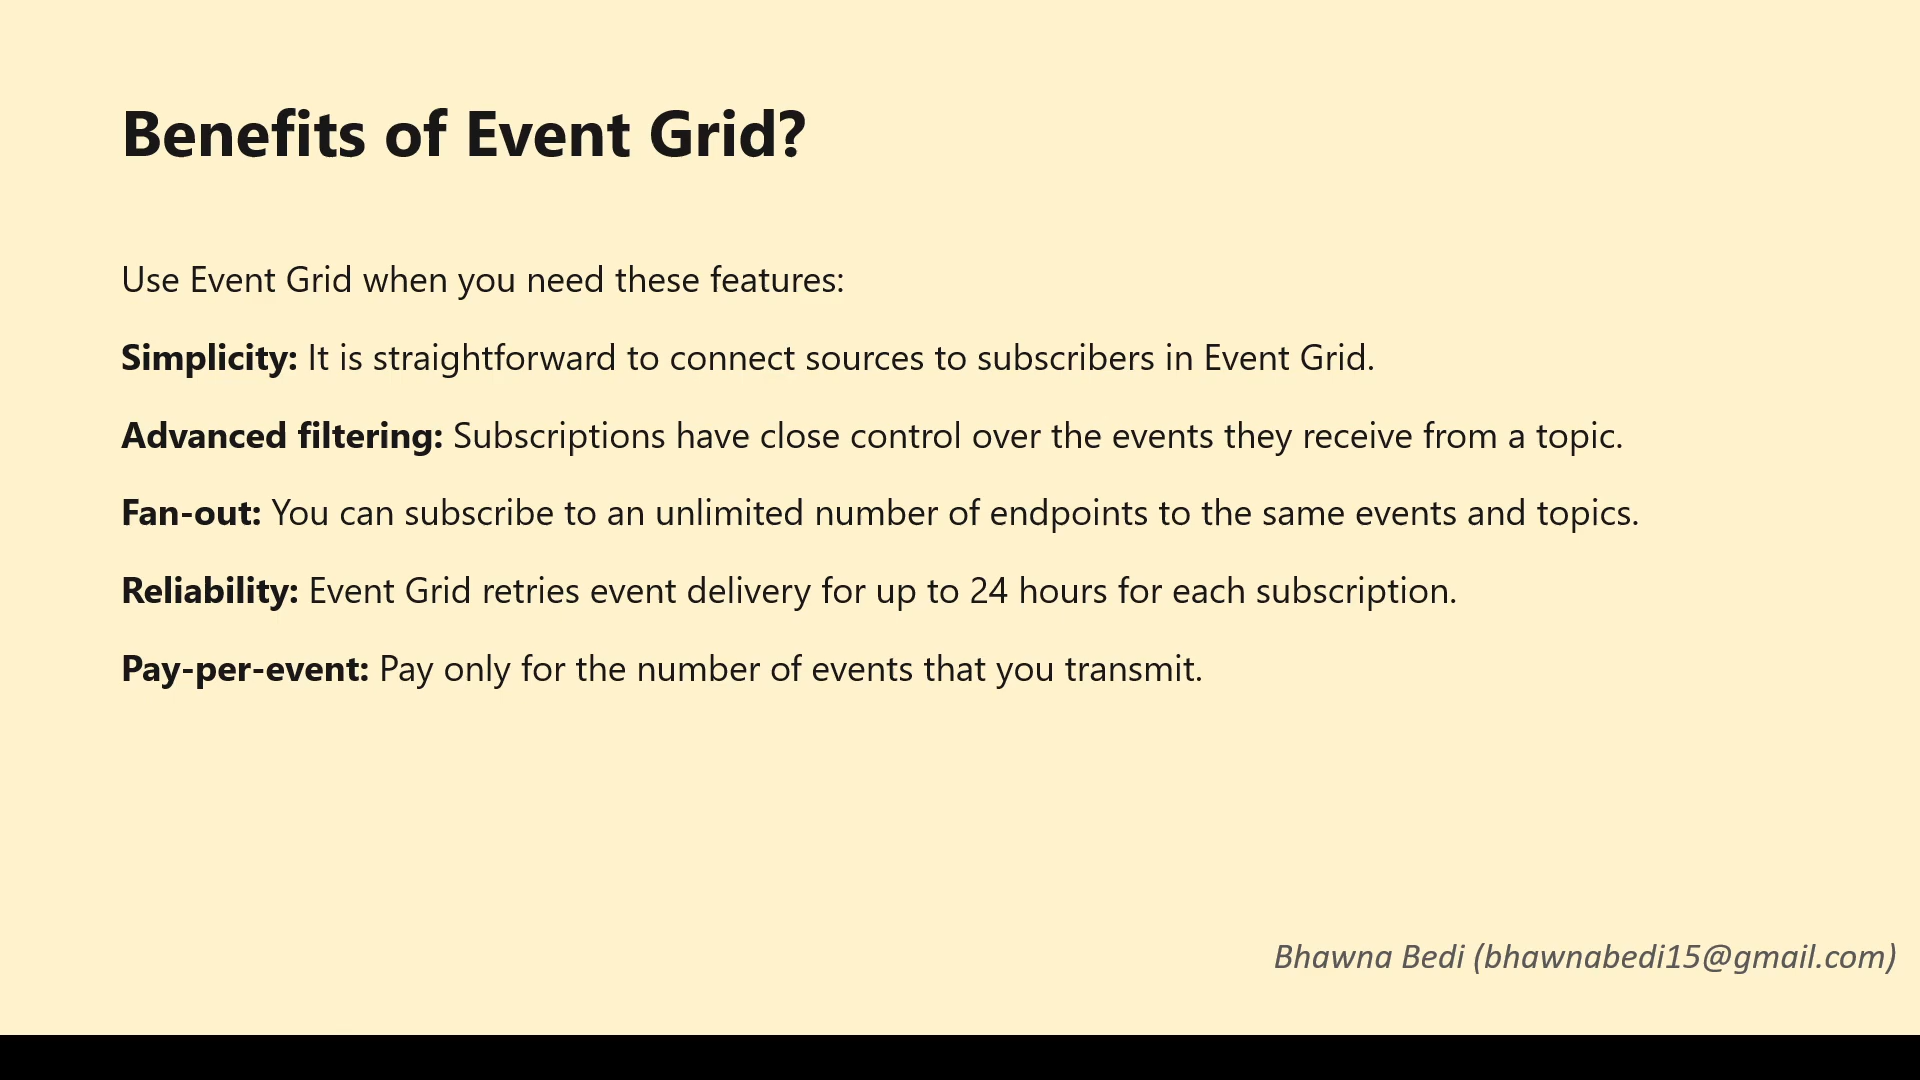 Benefits of Event Grid?
Use Event Grid when you need these features:
Simplicity: It is straightforward to connect sources to subscribers in Event Grid.
Advanced filtering: Subscriptions have close control over the events they receive from a topic.
Fan-out: You can subscribe to an unlimited number of endpoints to the same events and topics.
Reliability: Event Grid retries event delivery for up to 24 hours for each subscription.
Pay-per-event: Pay only for the number of events that you transmit.
Bhawna Bedi (bhawnabedi15@gmail.com)